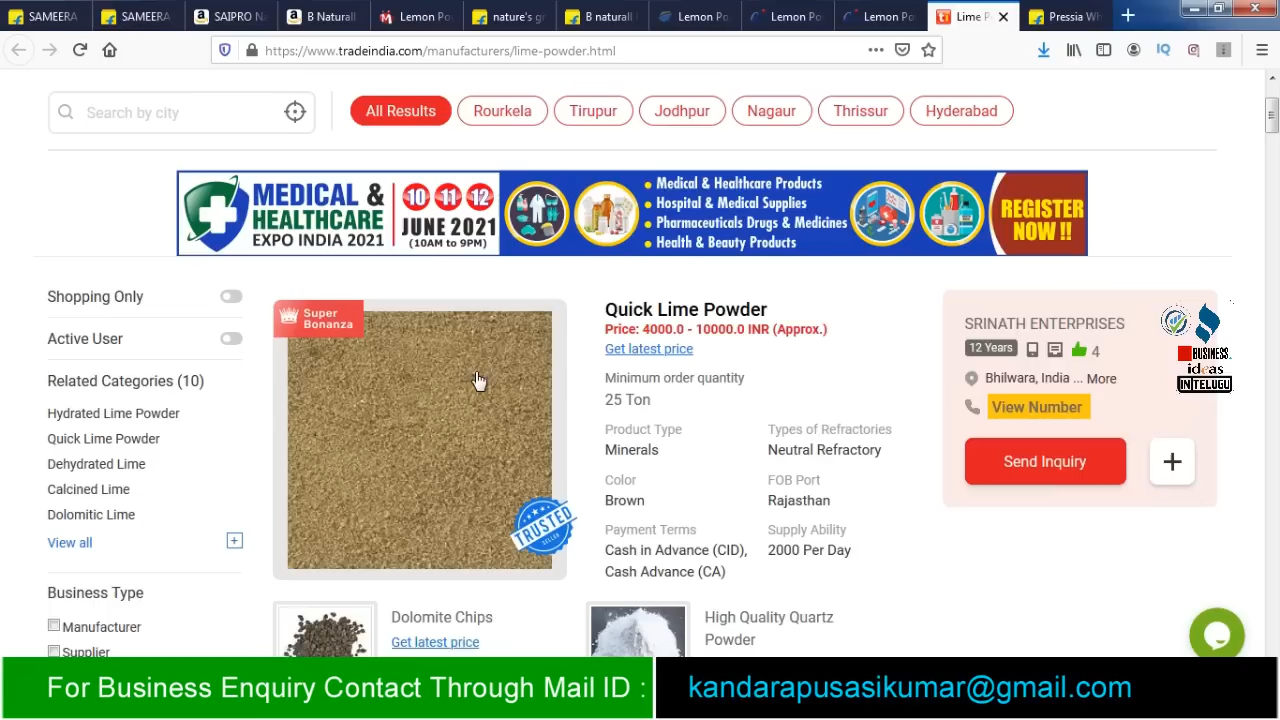 SAMEERA
SAMEERA
SAIPRO N
B Naturall
Lemon Po
nature's gi
B naturall
Lemon Po
Lemon Po
Lemon Po
Lime P
Pressia Wh
https://www.tradeindia.com/manufacturers/lime-powder.html
Search by city
All Results
Rourkela
Tirupur
Jodhpur
Nagaur
Thrissur
Hyderabad
MEDICAL &
HEALTHCARE
EXPO INDIA 2021
10 11 12
JUNE 2021
(10AM to 9PM)
Medical & Healthcare Products
Hospital & Medical Supplies
Pharmaceuticals Drugs & Medicines
Health & Beauty Products
REGISTER
NOW !!
Shopping Only
Active User
Related Categories (10)
Hydrated Lime Powder
Quick Lime Powder
Dehydrated Lime
Calcined Lime
Dolomitic Lime
View all
Business Type
Manufacturer
Supplier
Super
Bonanza
TRUSTED
SELLER
Quick Lime Powder
Price: 4000.0 - 10000.0 INR (Approx.)
Get latest price
Minimum order quantity
25 Ton
Product Type
Minerals
Types of Refractories
Neutral Refractory
Color
Brown
FOB Port
Rajasthan
Payment Terms
Cash in Advance (CID),
Cash Advance (CA)
Supply Ability
2000 Per Day
SRINATH ENTERPRISES
12 Years
4
Bhilwara, India ... More
View Number
Send Inquiry
BUSINESS
ideas
IN TELUGU
Dolomite Chips
Get latest price
High Quality Quartz
Powder
For Business Enquiry Contact Through Mail ID :
kandarapusasikumar@gmail.com